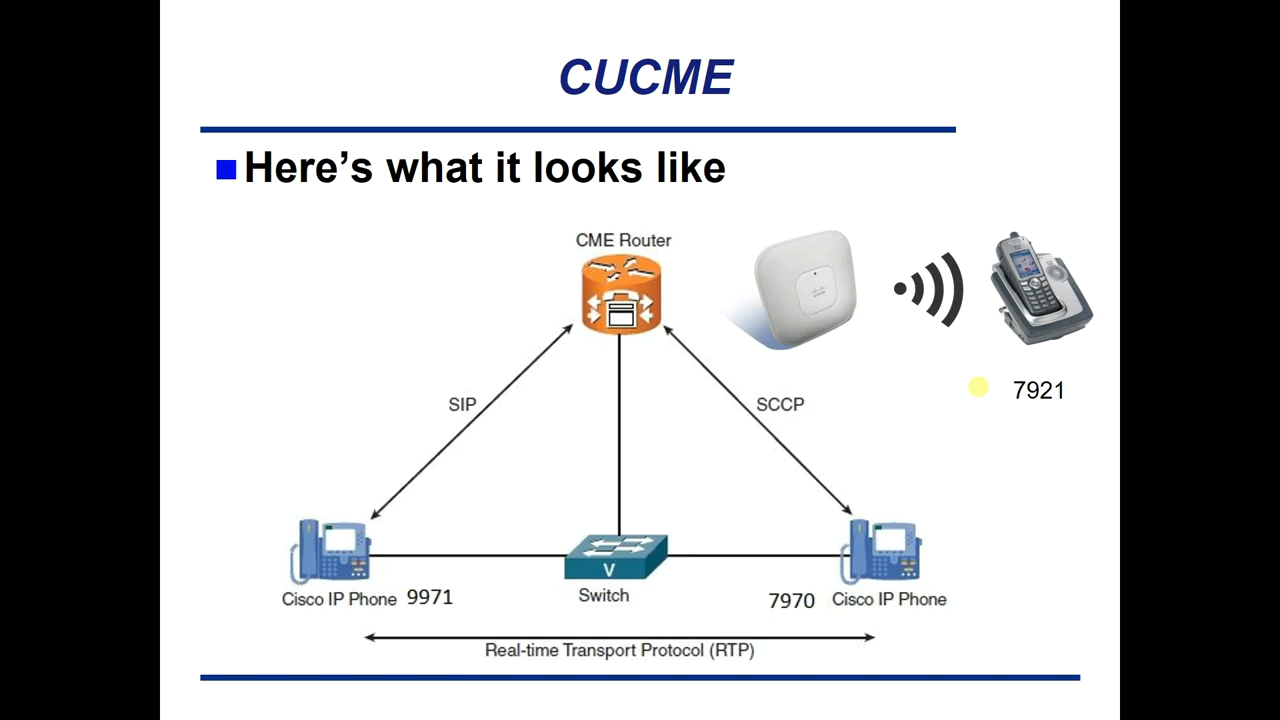 CUCME
Here's what it looks like
CME Router
SIP
SCCP
7921
V
Cisco IP Phone 9971
Switch
7970 Cisco IP Phone
Real-time Transport Protocol (RTP)